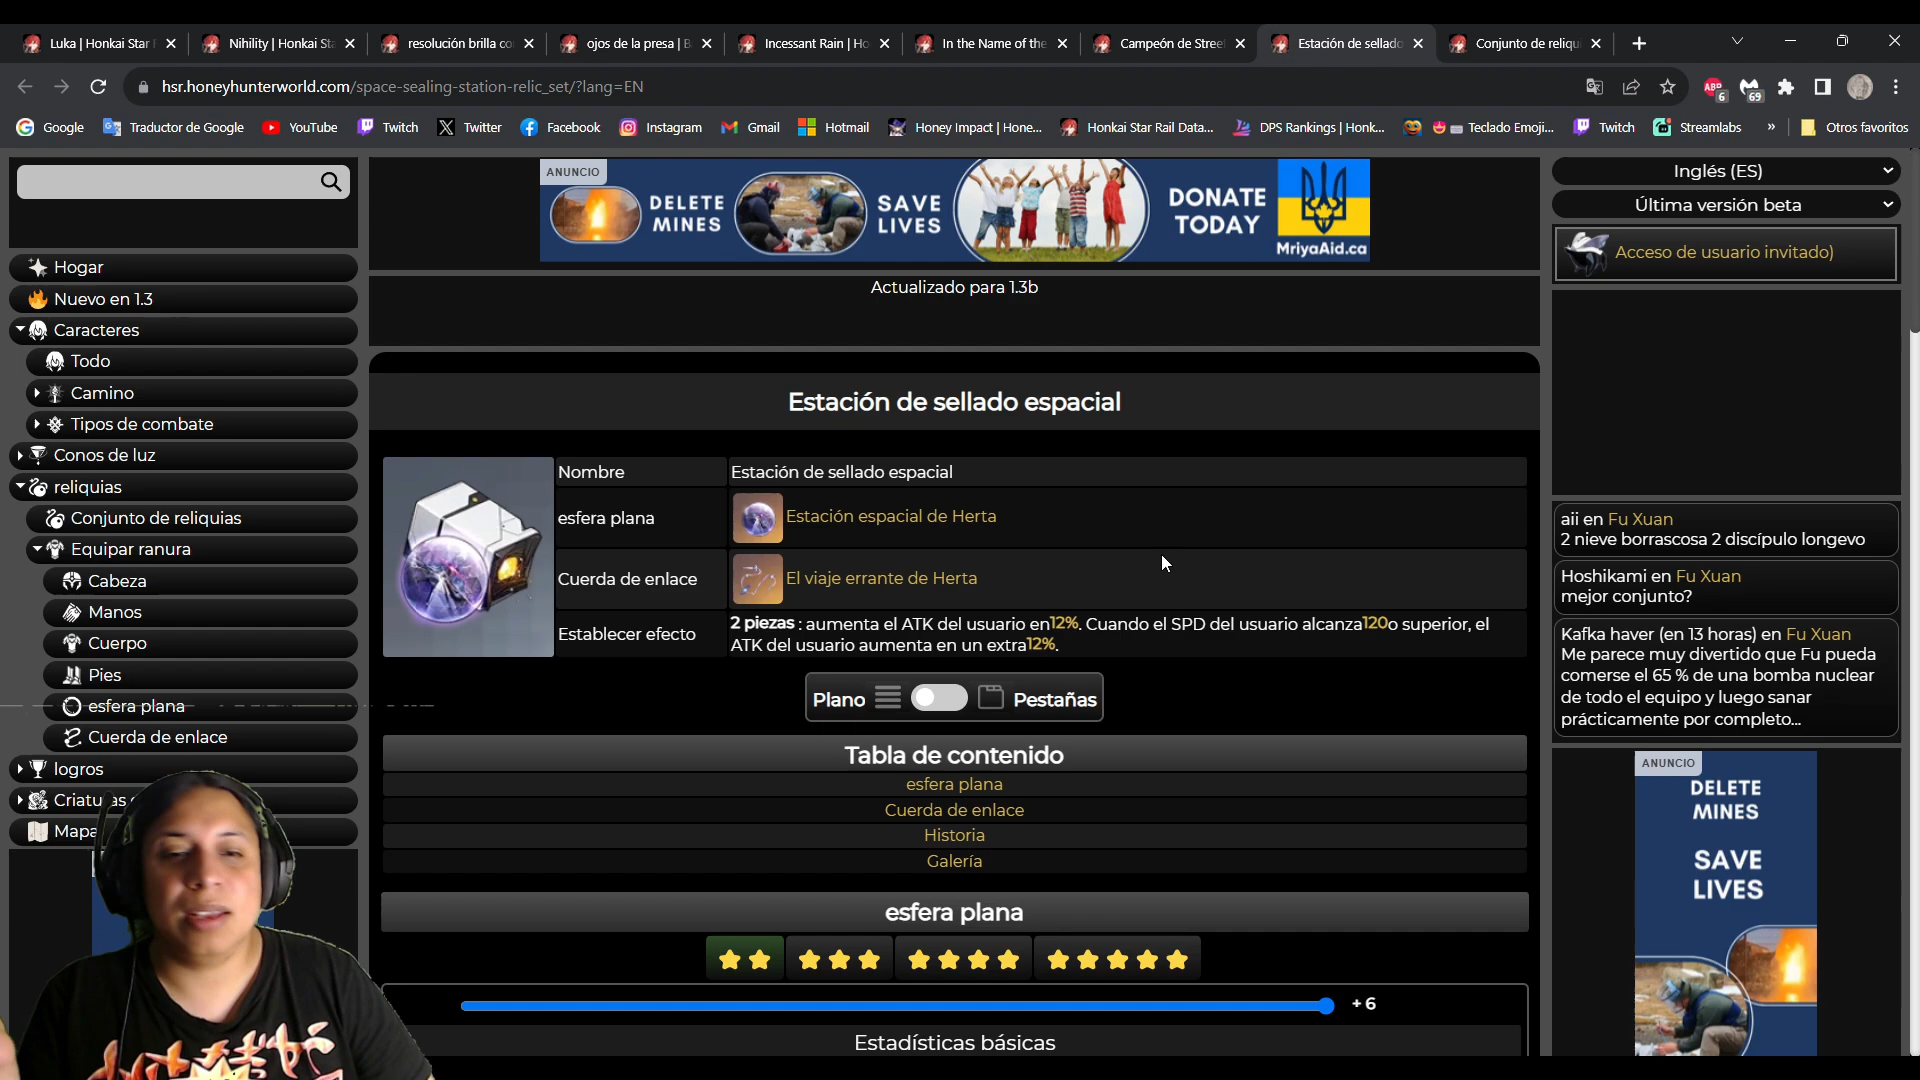 Luka | Honkai Star
Nihility | Honkai St
resolución brilla co
ojos de la presa | B
Incessant Rain | Ho
In the Name of the
Campeón de Street
Estación de sellado
Conjunto de reliqu
hsr.honeyhunterworld.com/space-sealing-station-relic_set/?lang=EN
ABP
6
69
Google
Traductor de Google
YouTube
Twitch
Twitter
Facebook
Instagram
Gmail
Hotmail
Honey Impact | Hone...
Honkai Star Rail Data...
DPS Rankings | Honk...
Teclado Emoji...
Twitch
Streamlabs
»
Otros favoritos
Hogar
Nuevo en 1.3
Caracteres
Todo
Camino
Tipos de combate
Conos de luz
reliquias
Conjunto de reliquias
Equipar ranura
Cabeza
Manos
Cuerpo
Pies
esfera plana
Cuerda de enlace
logros
Criaturas
Mapa
ANUNCIO
DELETE
MINES
SAVE
LIVES
DONATE
TODAY
MriyaAid.ca
Actualizado para 1.3b
Estación de sellado espacial
Nombre
Estación de sellado espacial
esfera plana
Estación espacial de Herta
Cuerda de enlace
El viaje errante de Herta
Establecer efecto
2 piezas : aumenta el ATK del usuario en12%. Cuando el SPD del usuario alcanza120o superior, el
ATK del usuario aumenta en un extra12%.
Plano
Pestañas
Tabla de contenido
esfera plana
Cuerda de enlace
Historia
Galería
esfera plana
+6
Estadísticas básicas
Inglés (ES)
Última versión beta
Acceso de usuario invitado)
aii en Fu Xuan
2 nieve borrascosa 2 discípulo longevo
Hoshikami en Fu Xuan
mejor conjunto?
Kafka haver (en 13 horas) en Fu Xuan
Me parece muy divertido que Fu pueda
comerse el 65 % de una bomba nuclear
de todo el equipo y luego sanar
prácticamente por completo...
ANUNCIO
DELETE
MINES
SAVE
LIVES